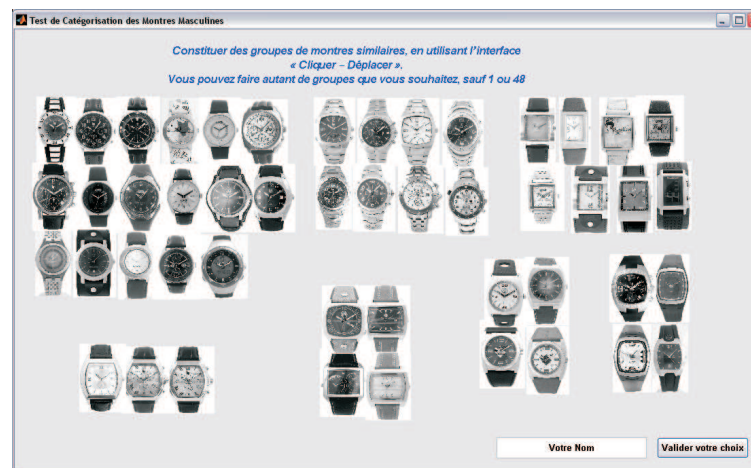 Test de Catégorisation des Montres Masculines
Constituer des groupes de montres similaires, en utilisant l'interface
« Cliquer – Déplacer ».
Vous pouvez faire autant de groupes que vous souhaitez, sauf 1 ou 48
Votre Nom
Valider votre choix